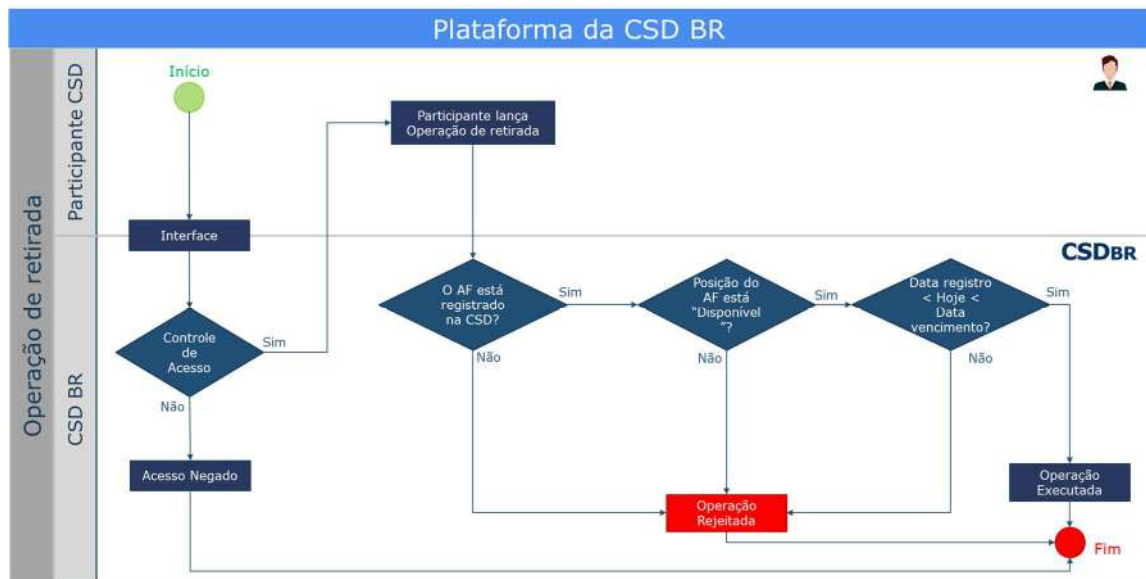 Plataforma da CSD BR
Operação de retirada
Participante CSD
CSD BR
Início
Participante lança
Operação de retirada
Interface
CSDBR
O AF está
registrado
na CSD?
Sim
Posição do
AF está
"Disponível
"?
Sim
Data registro
< Hoje <
Data
vencimento?
Sim
Controle
de
Acesso
Sim
Não
Não
Não
Não
Acesso Negado
Operação
Executada
Operação
Rejeitada
Fim